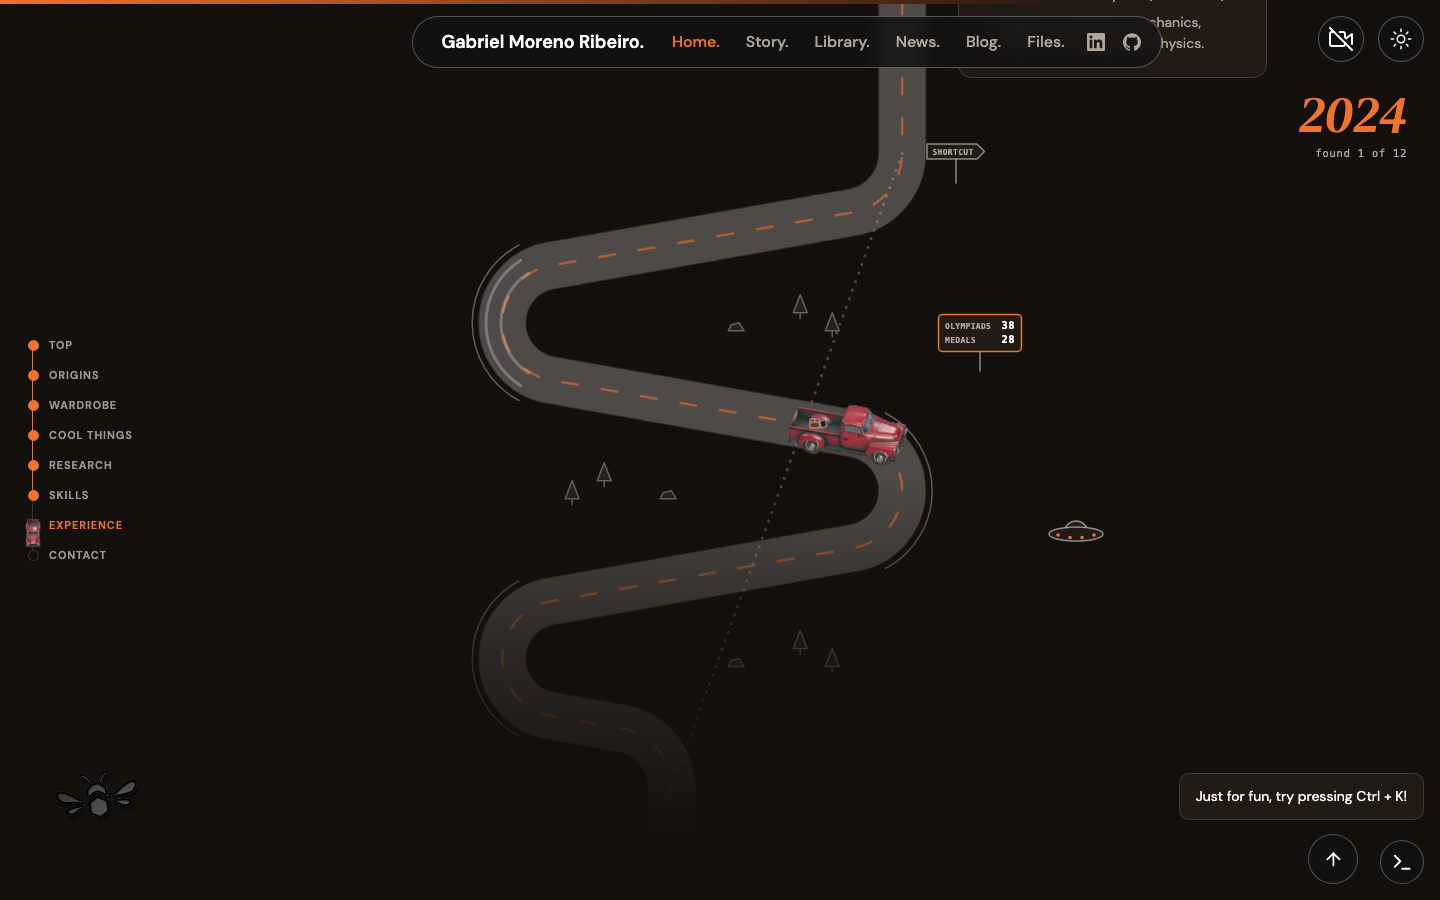 Gabriel Moreno Ribeiro. Home. Story. Library. News. Blog. Files.
hanics,
hysics.
2024
found 1 of 12
SHORTCUT
OLYMPIADS 38
MEDALS 28
TOP
ORIGINS
WARDROBE
COOL THINGS
RESEARCH
SKILLS
EXPERIENCE
CONTACT
Just for fun, try pressing Ctrl + K!